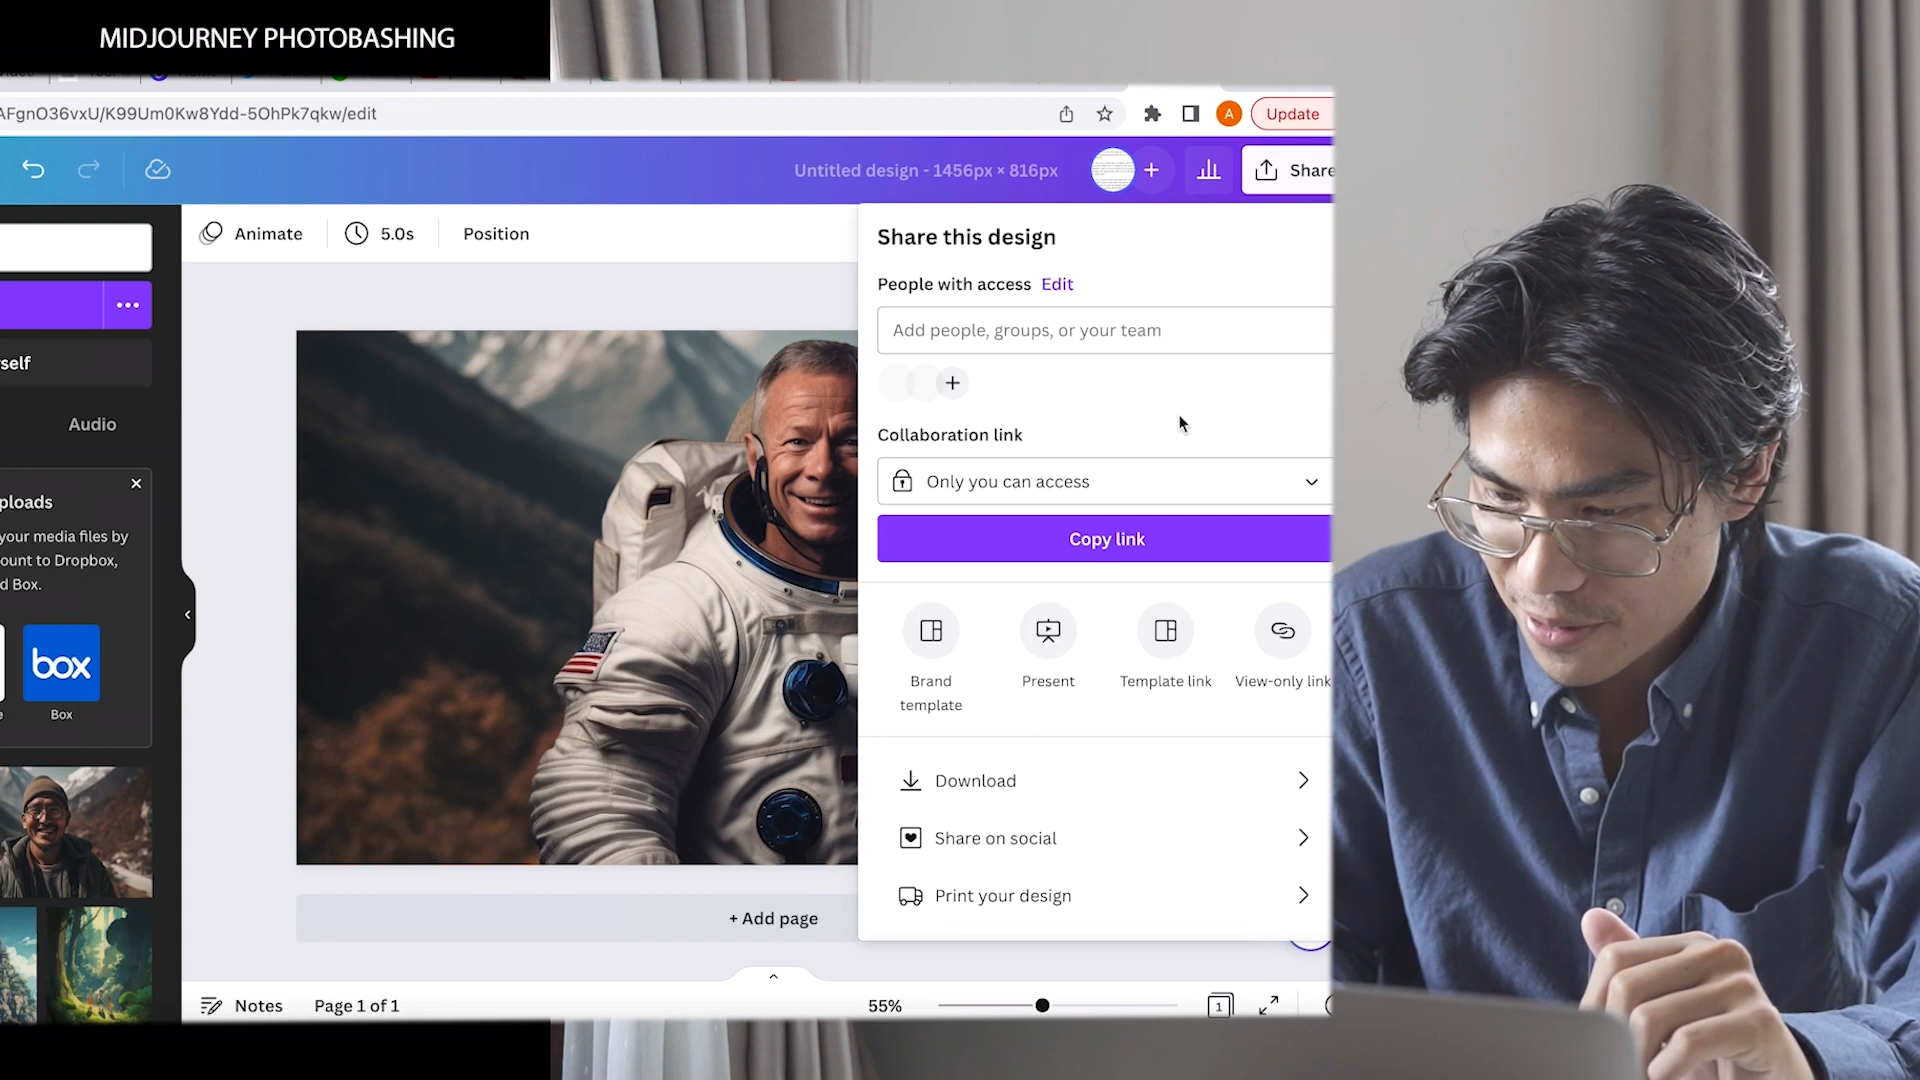 MIDJOURNEY PHOTOBASHING
AFgnO36vxU/K99Um0Kw8Ydd-5OhPk7qkw/edit
A
Update
Untitled design - 1456px × 816px
Share
Animate
5.0s
Position
Share this design
People with access Edit
Add people, groups, or your team
rself
Audio
Collaboration link
Only you can access
Copy link
ploads
your media files by
ount to Dropbox,
d Box.
box
e
Box
Brand
template
Present
Template link
View-only link
Download
Share on social
Print your design
+ Add page
Notes
Page 1 of 1
55%
1